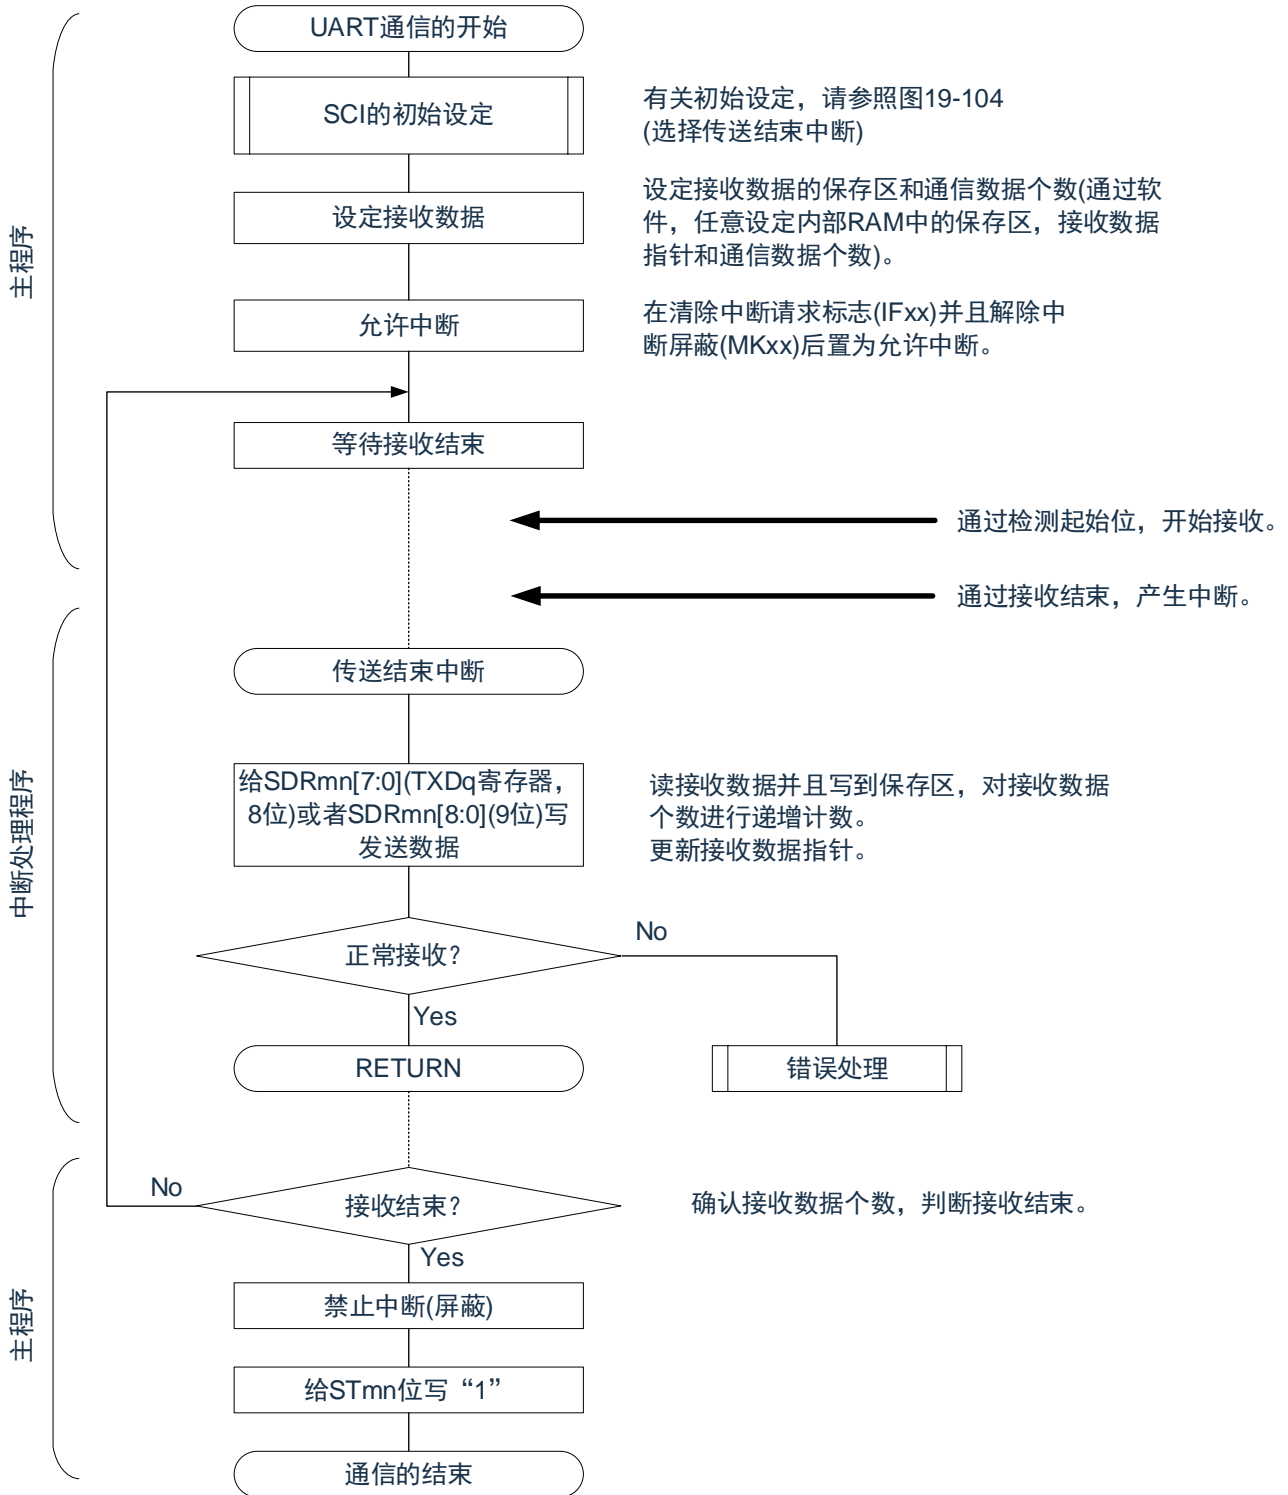 UART通信的开始
SCI的初始设定
有关初始设定，请参照图19-104
(选择传送结束中断)
设定接收数据
设定接收数据的保存区和通信数据个数(通过软
件，任意设定内部RAM中的保存区，接收数据
指针和通信数据个数)。
主程序
允许中断
在清除中断请求标志(IFxx)并且解除中
断屏蔽(MKxx)后置为允许中断。
等待接收结束
通过检测起始位，开始接收。
通过接收结束，产生中断。
传送结束中断
中断处理程序
给SDRmn[7:0](TXDq寄存器，
8位)或者SDRmn[8:0](9位)写
发送数据
读接收数据并且写到保存区，对接收数据
个数进行递增计数。
更新接收数据指针。
正常接收？
No
Yes
RETURN
错误处理
No
接收结束？
确认接收数据个数，判断接收结束。
Yes
主程序
禁止中断(屏蔽)
给STmn位写“1”
通信的结束